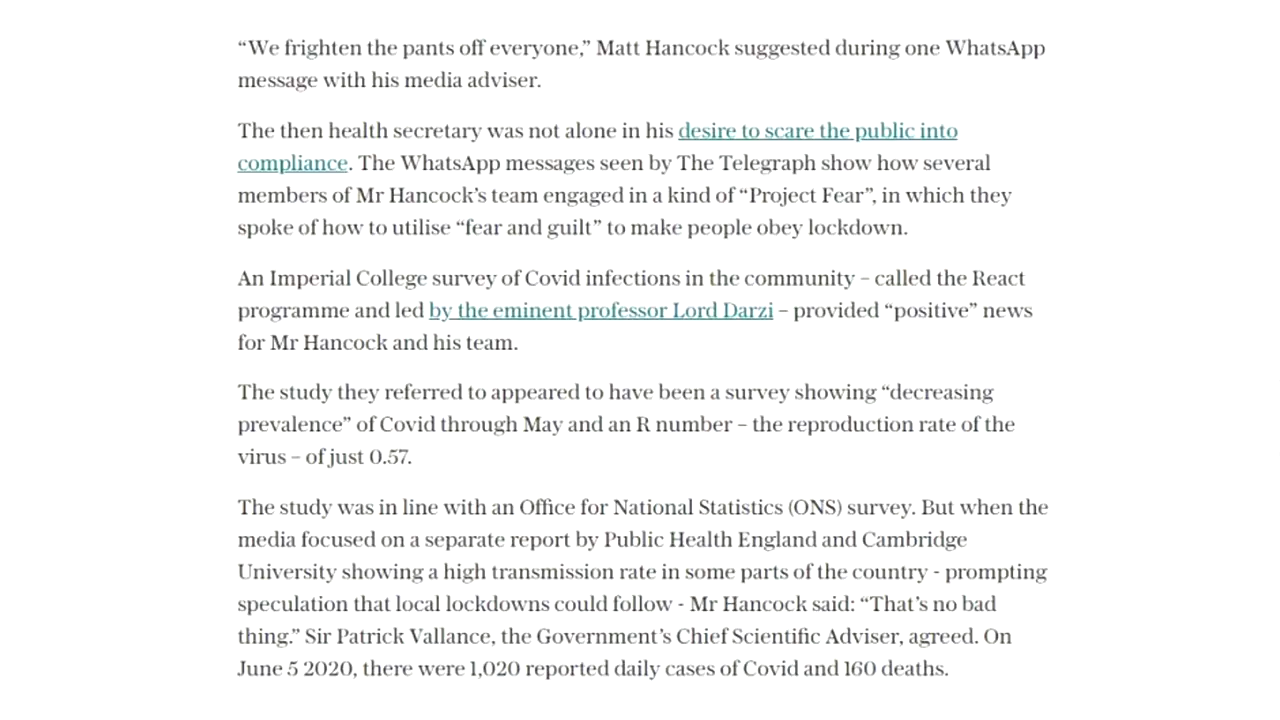 “We frighten the pants off everyone,” Matt Hancock suggested during one WhatsApp
message with his media adviser.
The then health secretary was not alone in his desire to scare the public into
compliance. The WhatsApp messages seen by The Telegraph show how several
members of Mr Hancock’s team engaged in a kind of “Project Fear”, in which they
spoke of how to utilise “fear and guilt” to make people obey lockdown.
An Imperial College survey of Covid infections in the community – called the React
programme and led by the eminent professor Lord Darzi – provided “positive” news
for Mr Hancock and his team.
The study they referred to appeared to have been a survey showing “decreasing
prevalence” of Covid through May and an R number – the reproduction rate of the
virus – of just 0.57.
The study was in line with an Office for National Statistics (ONS) survey. But when the
media focused on a separate report by Public Health England and Cambridge
University showing a high transmission rate in some parts of the country - prompting
speculation that local lockdowns could follow - Mr Hancock said: “That’s no bad
thing.” Sir Patrick Vallance, the Government’s Chief Scientific Adviser, agreed. On
June 5 2020, there were 1,020 reported daily cases of Covid and 160 deaths.